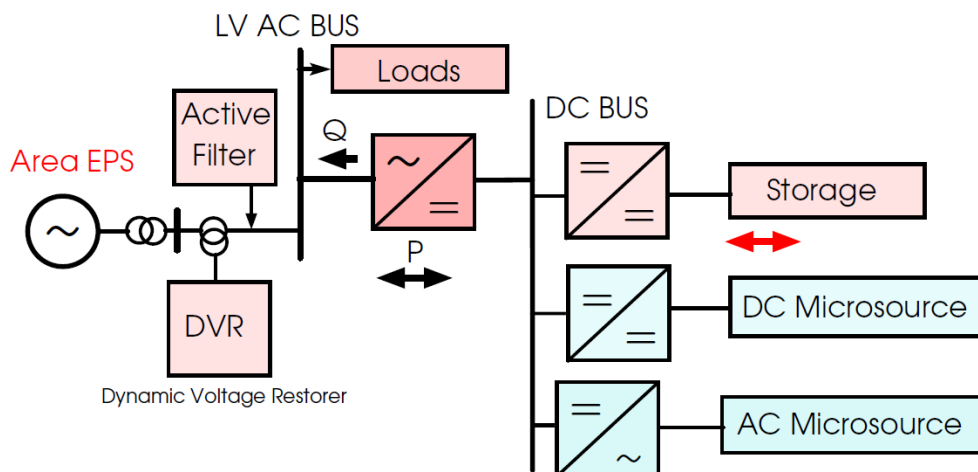 LV AC BUS
Loads
Active
Filter
Q
DC BUS
Area EPS
Storage
P
DVR
DC Microsource
Dynamic Voltage Restorer
AC Microsource